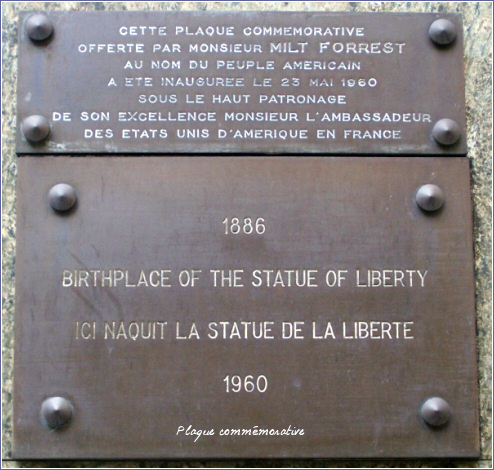 CETTE PLAQUE COMMEMORATIVE
OFFERTE PAR MONSIEUR MILT FORREST
AU NOM DU PEUPLE AMERICAIN
A ETE INAUGUREE LE 23 MAI 1960
SOUS LE HAUT PATRONAGE
DE SON EXCELLENCE MONSIEUR L'AMBASSADEUR
DES ETATS UNIS D'AMERIQUE EN FRANCE
1886
BIRTHPLACE OF THE STATUE OF LIBERTY
ICI NAQUIT LA STATUE DE LA LIBERTE
1960
Plaque commémorative